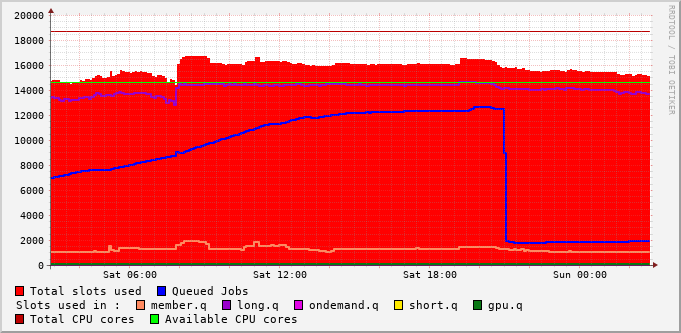 20000
18000
16000
14000
12000
10000
8000
6000
4000
2000
0
Sat 06:00 Sat 12:00 Sat 18:00 Sun 00:00
Total slots used Queued Jobs
Slots used in : member.q long.q ondemand.q short.q gpu.q
Total CPU cores Available CPU cores
RRDTOOL / TOBI OETIKER